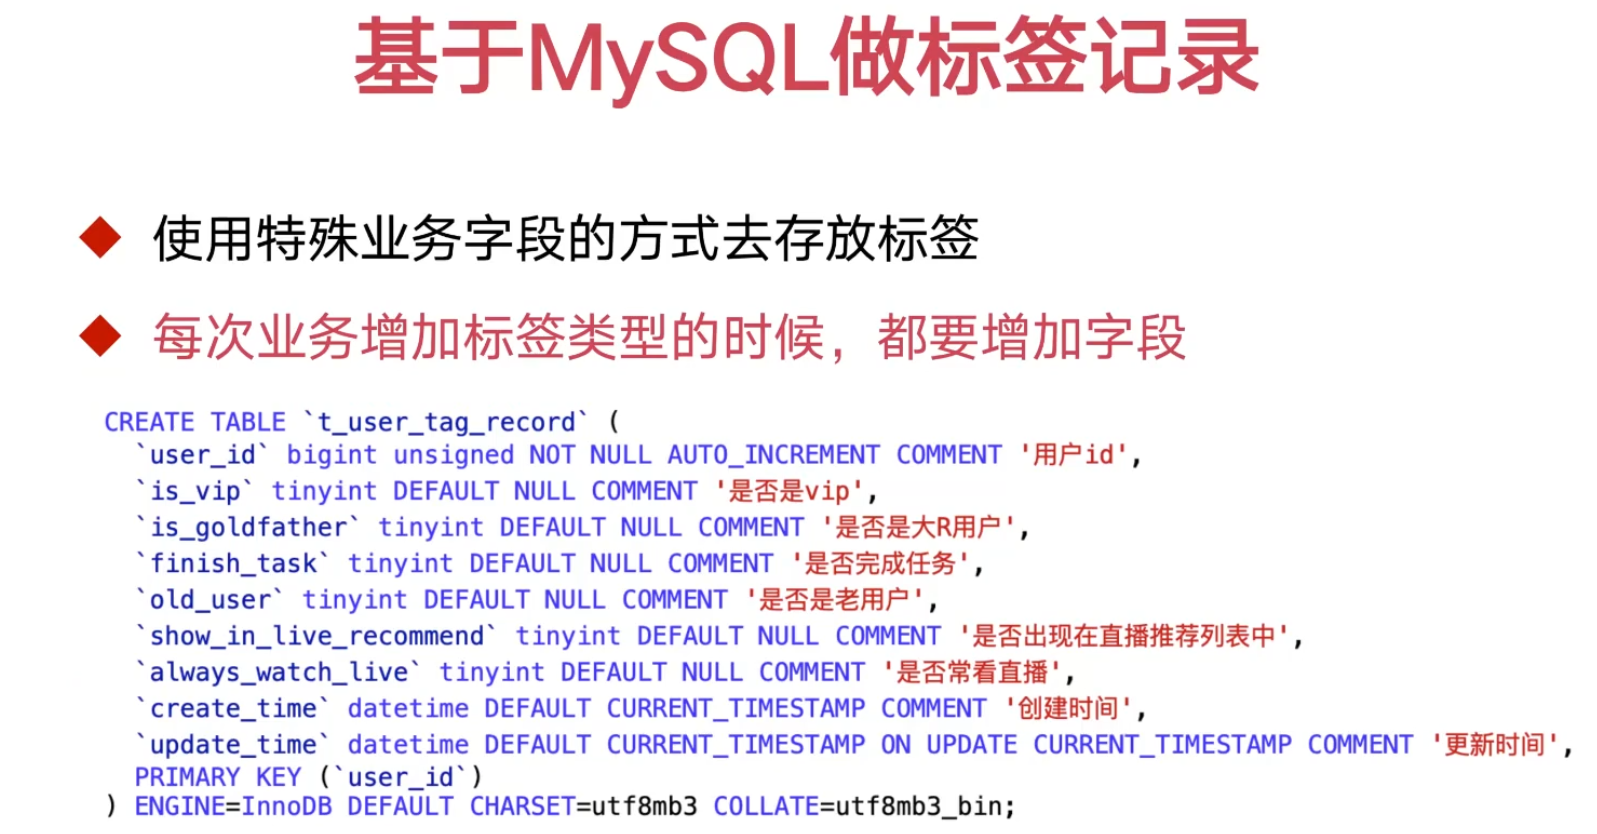 基于MySQL做标签记录
使用特殊业务字段的方式去存放标签
每次业务增加标签类型的时候，都要增加字段
CREATE TABLE `t_user_tag_record` (
`user_id` bigint unsigned NOT NULL AUTO_INCREMENT COMMENT '用户id',
`is_vip` tinyint DEFAULT NULL COMMENT '是否是vip',
`is_goldfather` tinyint DEFAULT NULL COMMENT '是否是大R用户',
`finish_task` tinyint DEFAULT NULL COMMENT '是否完成任务',
`old_user` tinyint DEFAULT NULL COMMENT '是否是老用户',
`show_in_live_recommend` tinyint DEFAULT NULL COMMENT '是否出现在直播推荐列表中',
`always_watch_live` tinyint DEFAULT NULL COMMENT '是否常看直播',
`create_time` datetime DEFAULT CURRENT_TIMESTAMP COMMENT '创建时间',
`update_time` datetime DEFAULT CURRENT_TIMESTAMP ON UPDATE CURRENT_TIMESTAMP COMMENT '更新时间',
PRIMARY KEY (`user_id`)
) ENGINE=InnoDB DEFAULT CHARSET=utf8mb3 COLLATE=utf8mb3_bin;